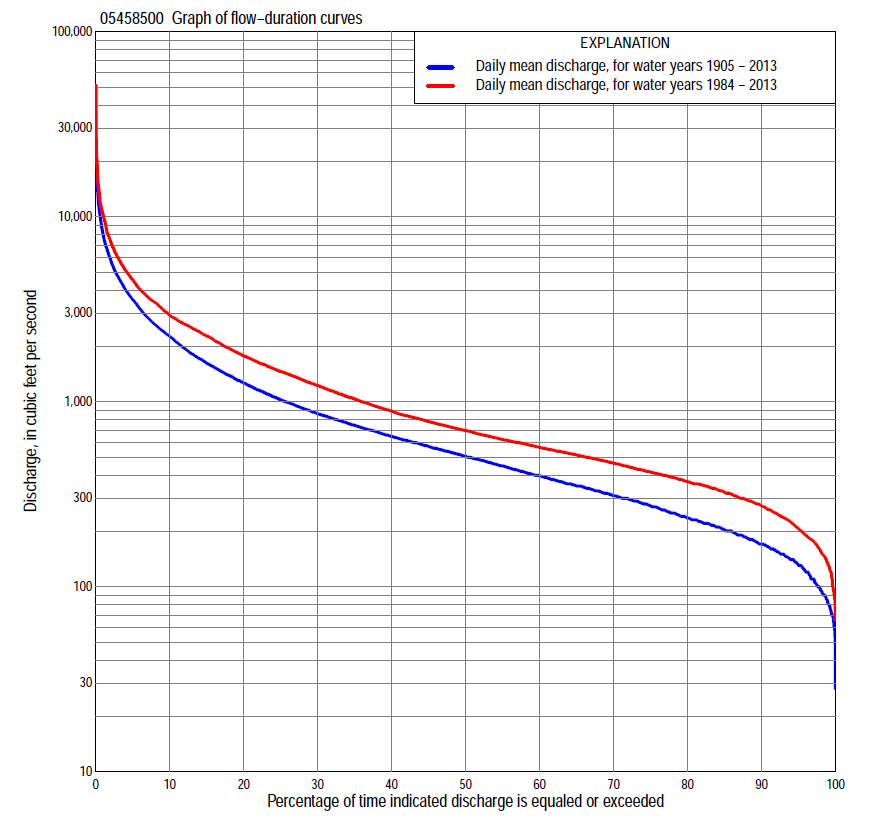 05458500 Graph of flow–duration curves
EXPLANATION
Daily mean discharge, for water years 1905 – 2013
Daily mean discharge, for water years 1984 – 2013
Discharge, in cubic feet per second
100,000
30,000
10,000
3,000
1,000
300
100
30
10
0 10 20 30 40 50 60 70 80 90 100
Percentage of time indicated discharge is equaled or exceeded